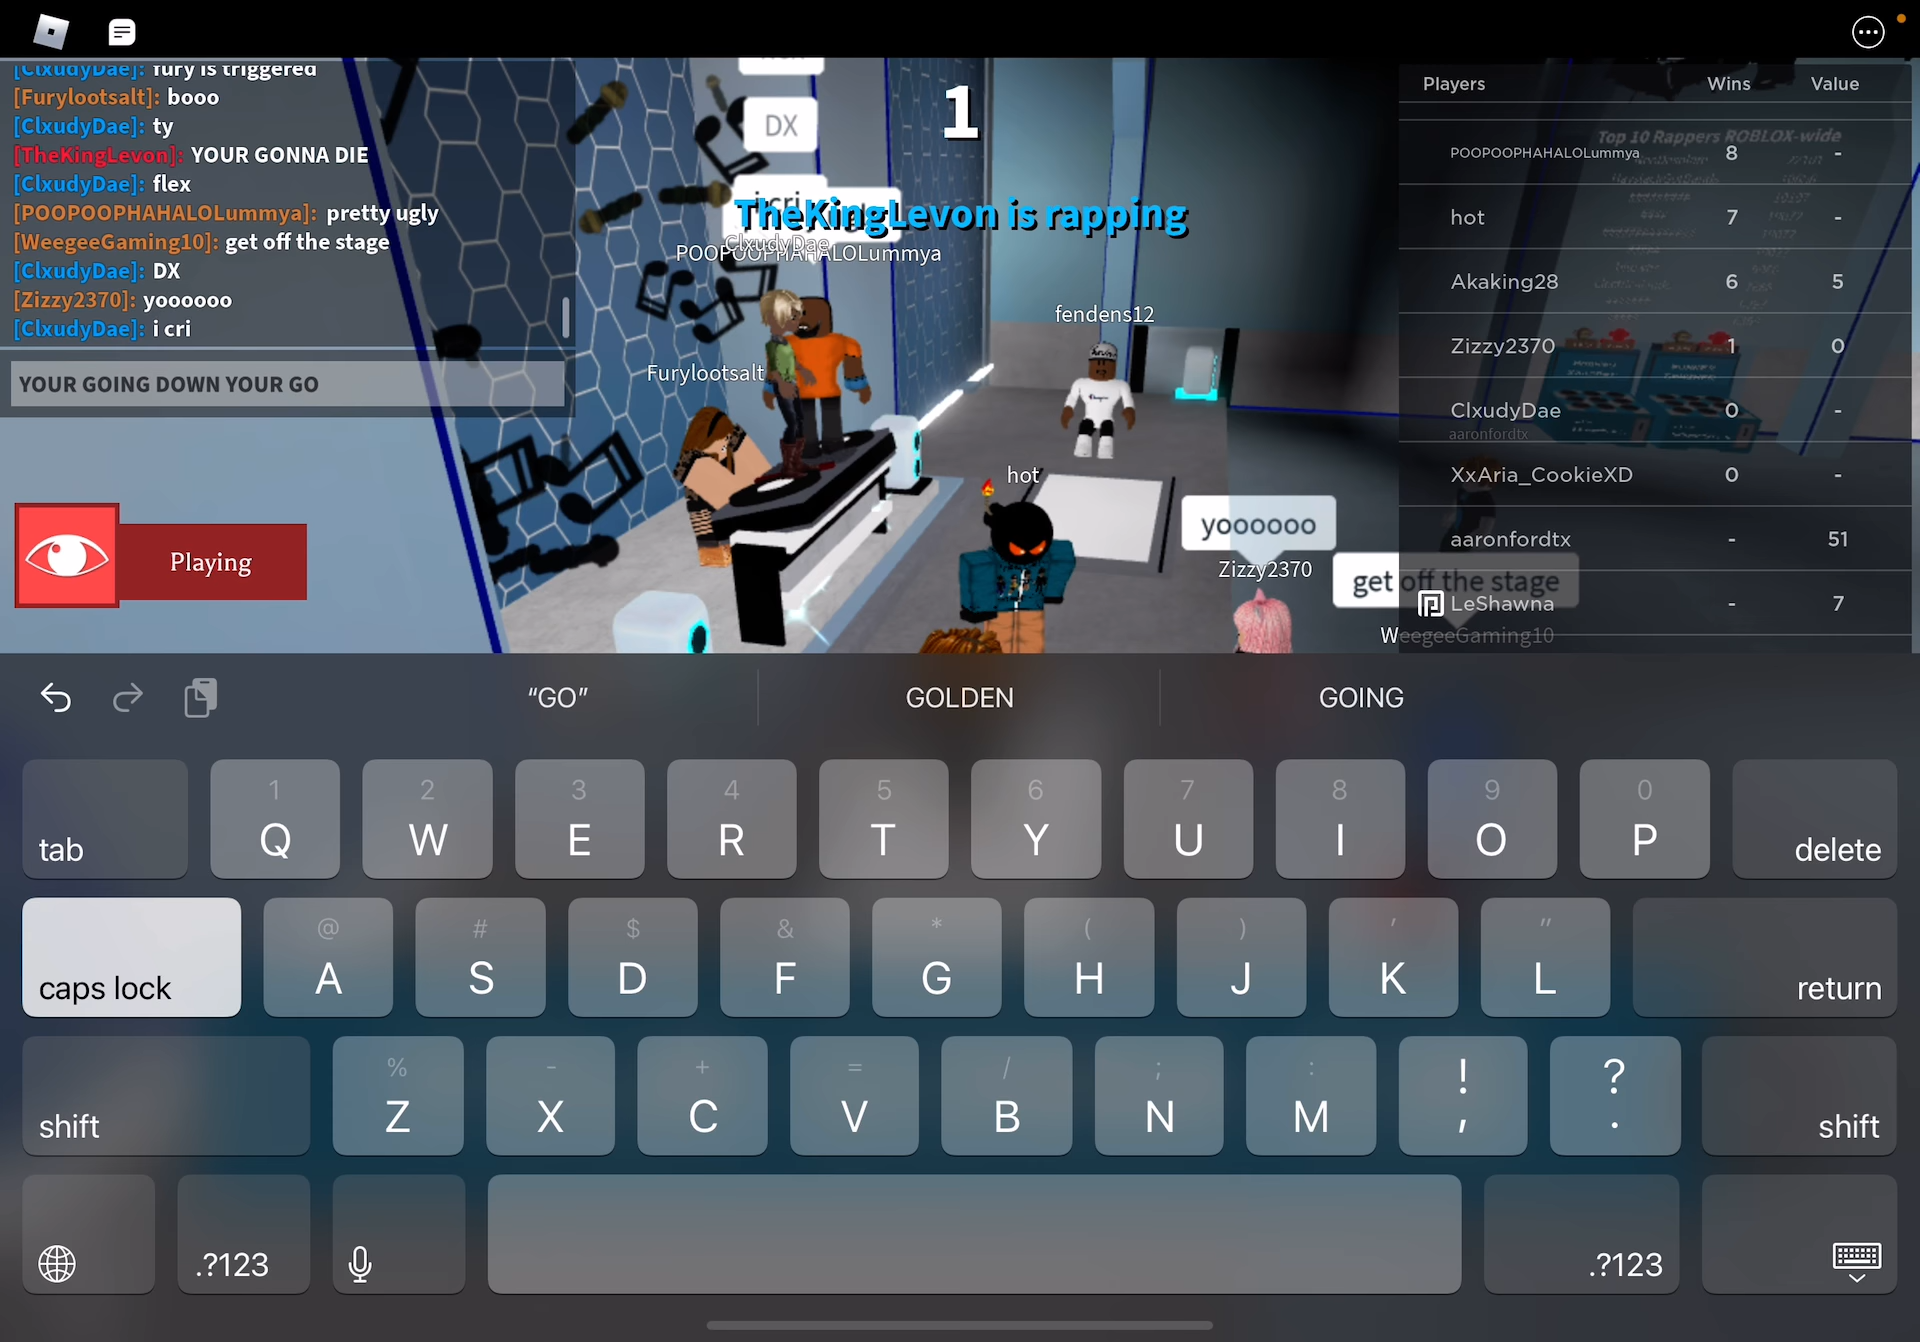 [ClxudyDae]: fury is triggered
[Furylootsalt]: booo
[ClxudyDae]: ty
[TheKingLevon]: YOUR GONNA DIE
[ClxudyDae]: flex
[POOPOOPHAHALOLummya]: pretty ugly
[WeegeeGaming10]: get off the stage
[ClxudyDae]: DX
[Zizzy2370]: yoooooo
[ClxudyDae]: i cri
YOUR GOING DOWN YOUR GO
Playing
DX
1
i cri
TheKingLevon is rapping
ClxudyDae
POOPOOPHAHALOLummya
fendens12
Furylootsalt
hot
yoooooo
Zizzy2370
get off the stage
WeegeeGaming10
Players Wins Value
Top 10 Rappers ROBLOX-wide
POOPOOPHAHALOLummya 8 -
hot 7 -
Akaking28 6 5
Zizzy2370 1 0
ClxudyDae 0 -
aaronfordtx
XxAria_CookieXD 0 -
aaronfordtx - 51
LeShawna - 7
“GO” GOLDEN GOING
1 2 3 4 5 6 7 8 9 0
tab Q W E R T Y U I O P delete
@ # $ & * ( ) ' "
caps lock A S D F G H J K L return
% - + = / ; : ! ?
shift Z X C V B N M , . shift
.?123 .?123